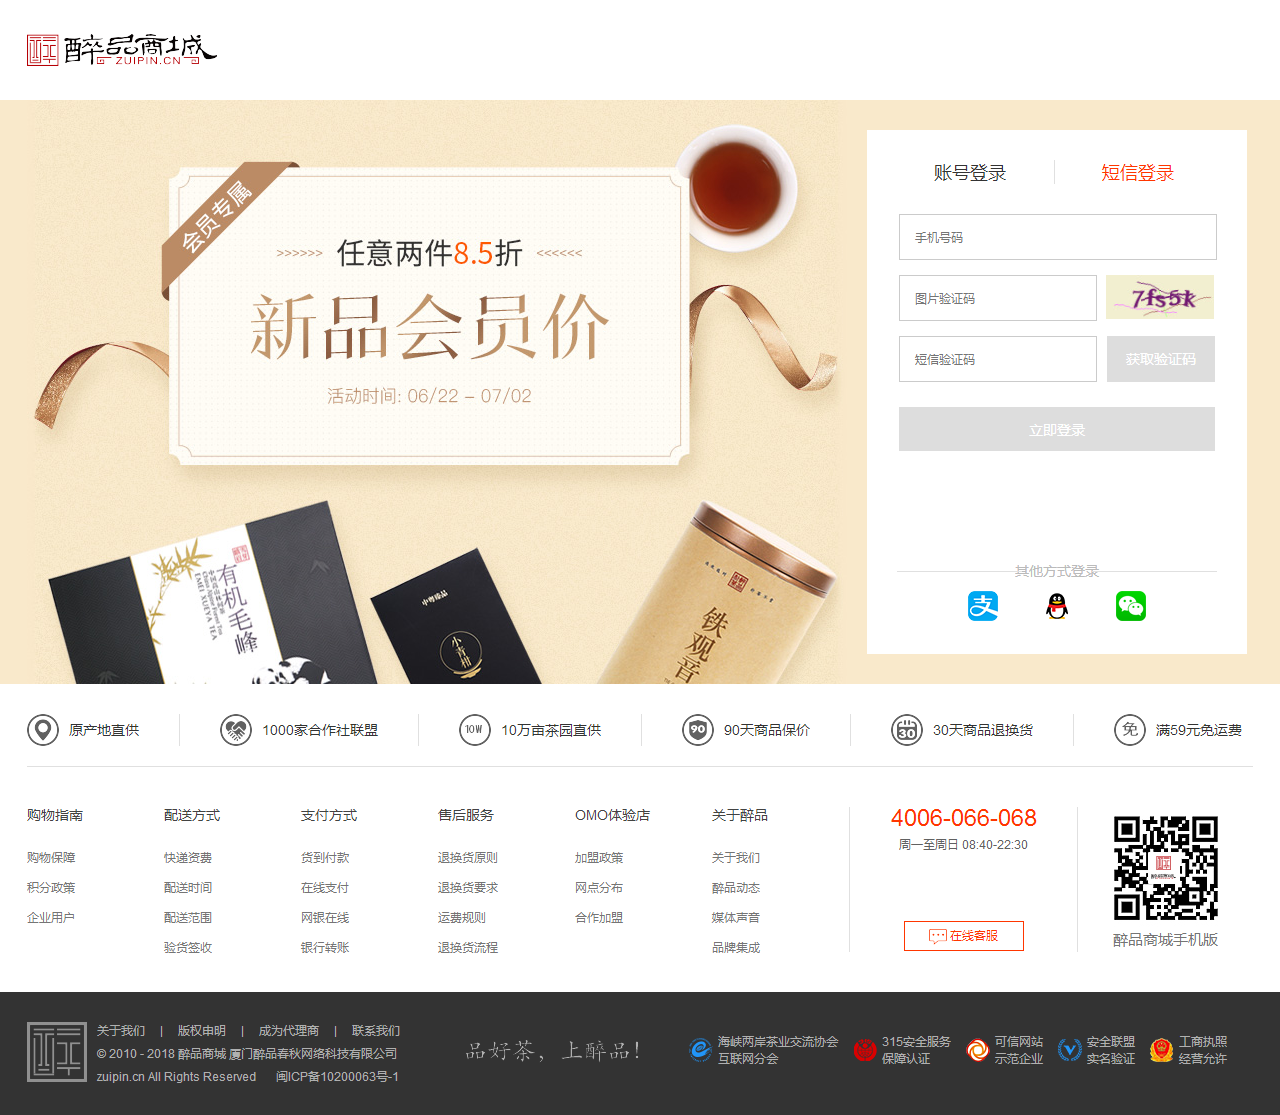 醉品商城
ZUIPIN.CN
会员专属
>>>>>> 任意两件8.5折 <<<<<<
新品会员价
活动时间: 06/22 – 07/02
有机毛峰
EMEI XUEYA TEA
中粤臻品
小青柑
铁观音
账号登录
短信登录
手机号码
图片验证码
7fs5k
短信验证码
获取验证码
立即登录
其他方式登录
支
原产地直供
1000家合作社联盟
10W
10万亩茶园直供
90
90天商品保价
30
30天商品退换货
免
满59元免运费
购物指南
购物保障
积分政策
企业用户
配送方式
快递资费
配送时间
配送范围
验货签收
支付方式
货到付款
在线支付
网银在线
银行转账
售后服务
退换货原则
退换货要求
运费规则
退换货流程
OMO体验店
加盟政策
网点分布
合作加盟
关于醉品
关于我们
醉品动态
媒体声音
品牌集成
4006-066-068
周一至周日 08:40-22:30
在线客服
醉品商城手机版
关于我们 | 版权申明 | 成为代理商 | 联系我们
© 2010 - 2018 醉品商城 厦门醉品春秋网络科技有限公司
zuipin.cn All Rights Reserved 闽ICP备10200063号-1
品好茶，上醉品！
海峡两岸茶业交流协会
互联网分会
315安全服务
保障认证
可信网站
示范企业
安全联盟
实名验证
工商执照
经营允许